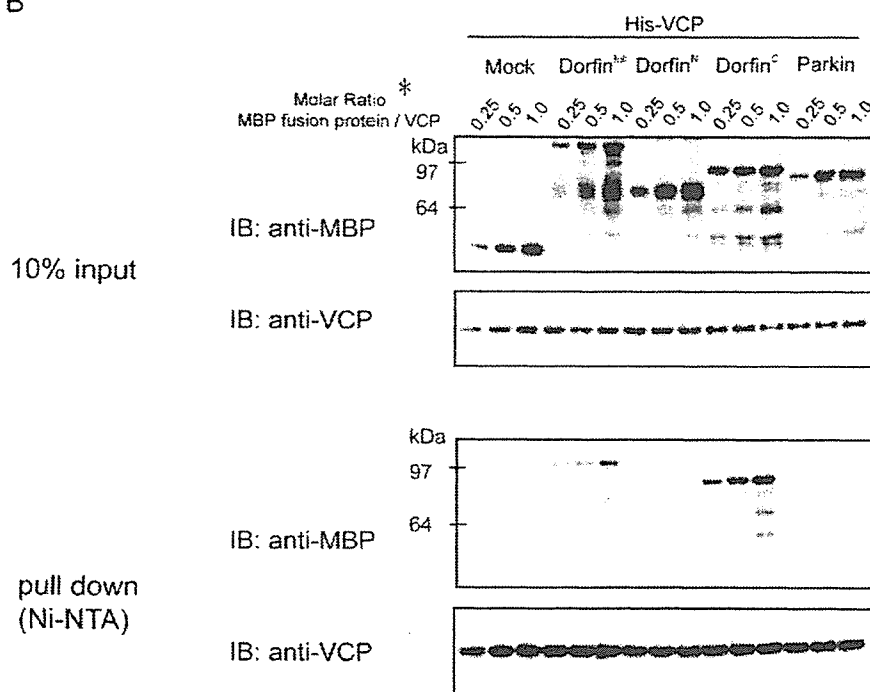 B
His-VCP
Mock Dorfin Dorfin^N Dorfin^C Parkin
Molar Ratio *
MBP fusion protein / VCP
0.25 0.5 1.0 0.25 0.5 1.0 0.25 0.5 1.0 0.25 0.5 1.0 0.25 0.5 1.0
kDa
97
64
IB: anti-MBP
10% input
IB: anti-VCP
kDa
97
64
IB: anti-MBP
pull down
(Ni-NTA)
IB: anti-VCP